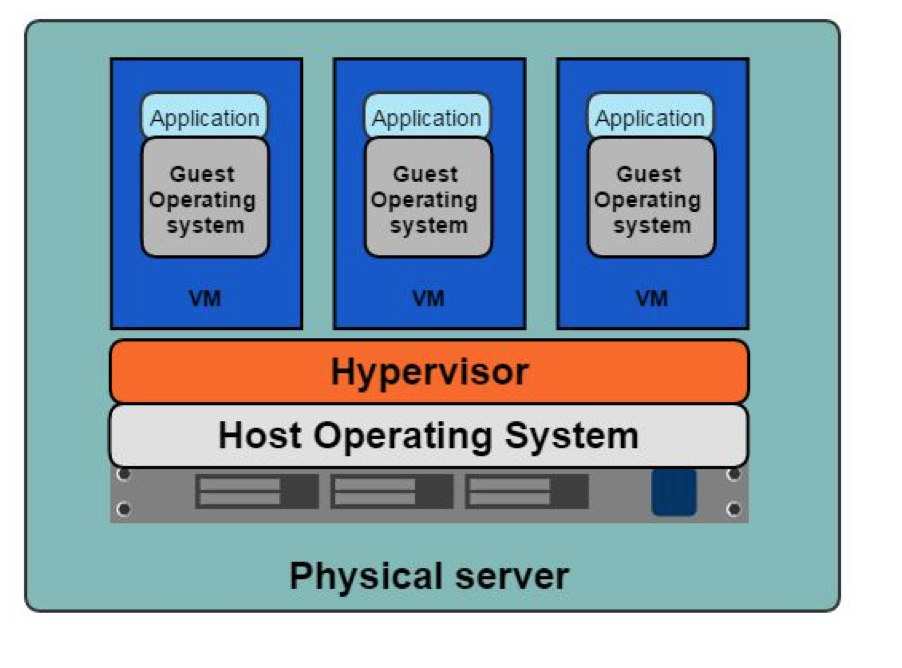 Application
Guest
Operating
system
VM
Application
Guest
Operating
system
VM
Application
Guest
Operating
system
VM
Hypervisor
Host Operating System
Physical server